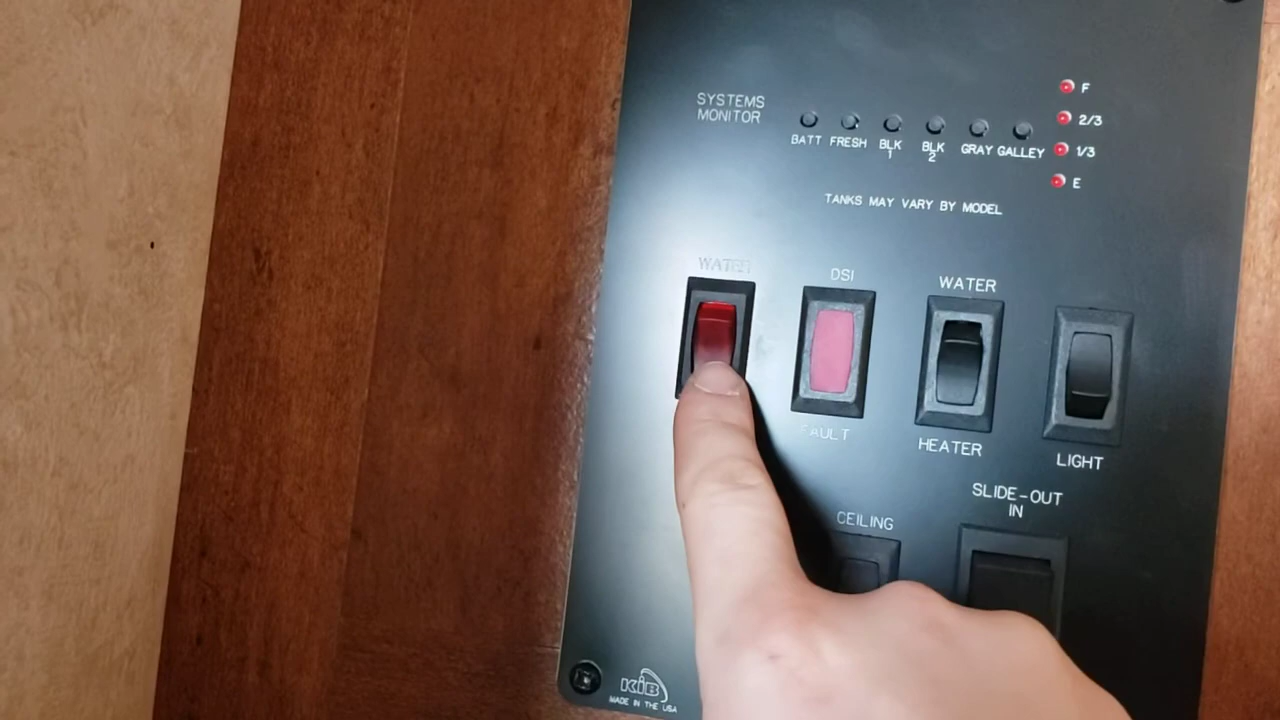 F
SYSTEMS
MONITOR
2/3
BATT FRESH BLK 1 BLK 2 GRAY GALLEY
1/3
E
TANKS MAY VARY BY MODEL
WATER
DSI
WATER
FAULT
HEATER
LIGHT
SLIDE-OUT
IN
CEILING
KIB
MADE IN THE USA